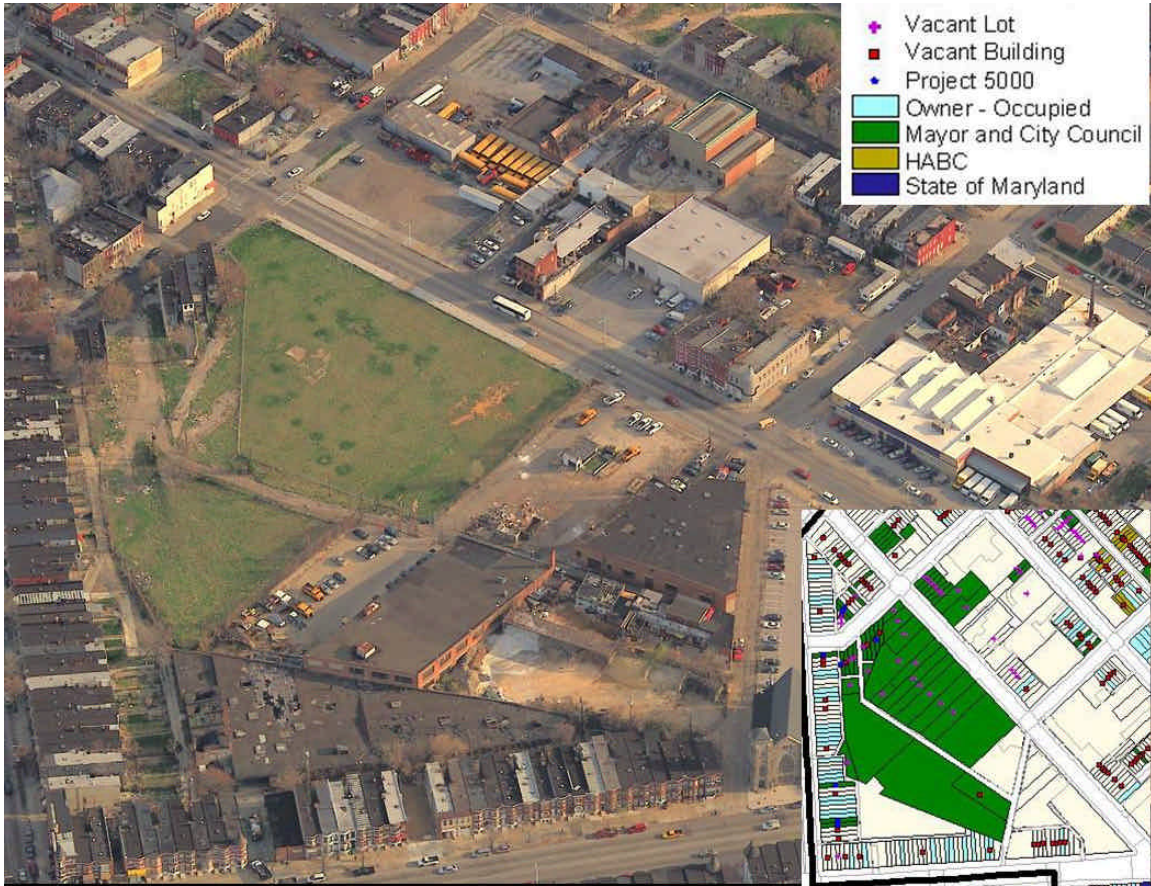 Vacant Lot
Vacant Building
Project 5000
Owner - Occupied
Mayor and City Council
HABC
State of Maryland